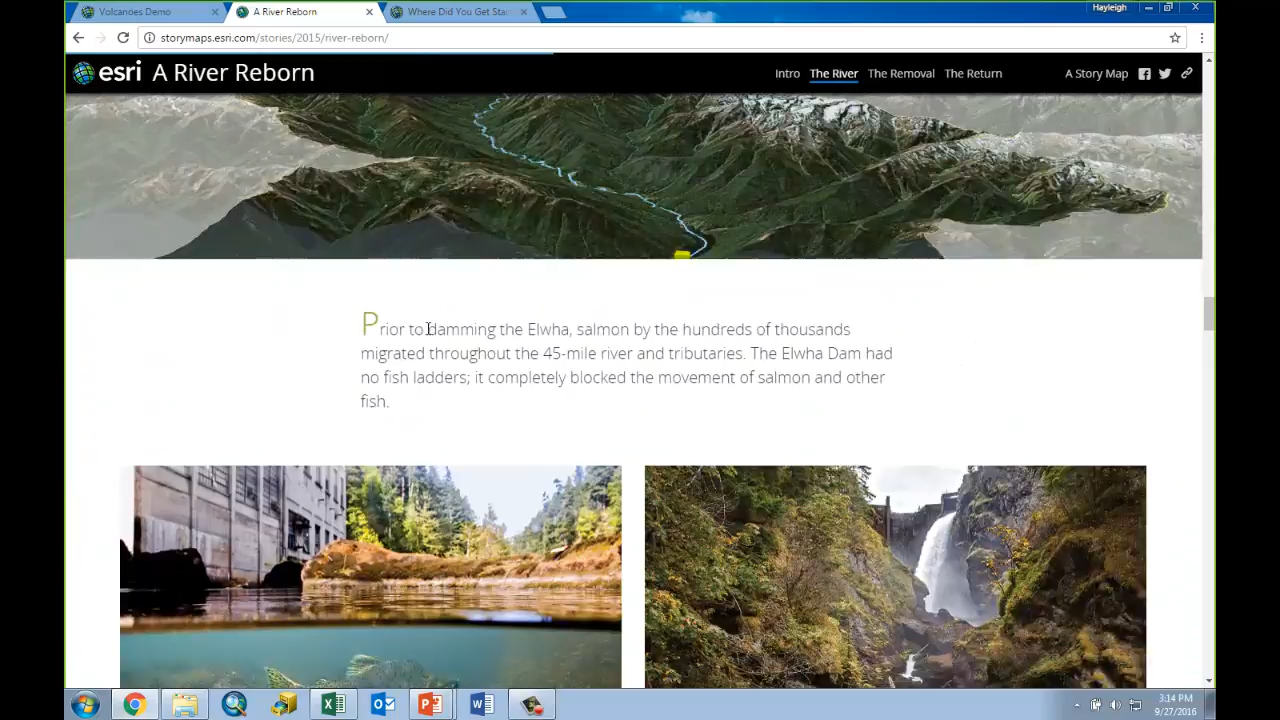 Volcanoes Demo
A River Reborn
Where Did You Get Sta
Hayleigh
storymaps.esri.com/stories/2015/river-reborn/
esri A River Reborn
Intro The River The Removal The Return
A Story Map
Prior to damming the Elwha, salmon by the hundreds of thousands
migrated throughout the 45-mile river and tributaries. The Elwha Dam had
no fish ladders; it completely blocked the movement of salmon and other
fish.
3:14 PM
9/27/2016